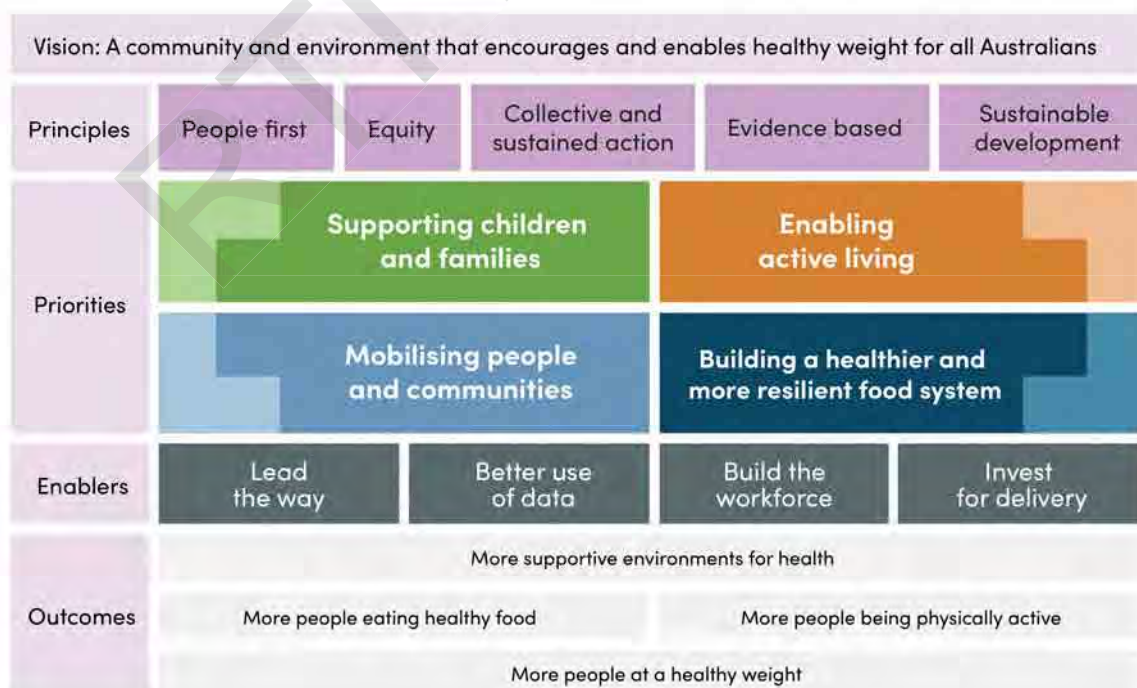 Vision: A community and environment that encourages and enables healthy weight for all Australians
Principles
People first
Equity
Collective and
sustained action
Evidence based
Sustainable
development
Priorities
Supporting children
and families
Enabling
active living
Mobilising people
and communities
Building a healthier and
more resilient food system
Enablers
Lead
the way
Better use
of data
Build the
workforce
Invest
for delivery
Outcomes
More supportive environments for health
More people eating healthy food
More people being physically active
More people at a healthy weight
RTI